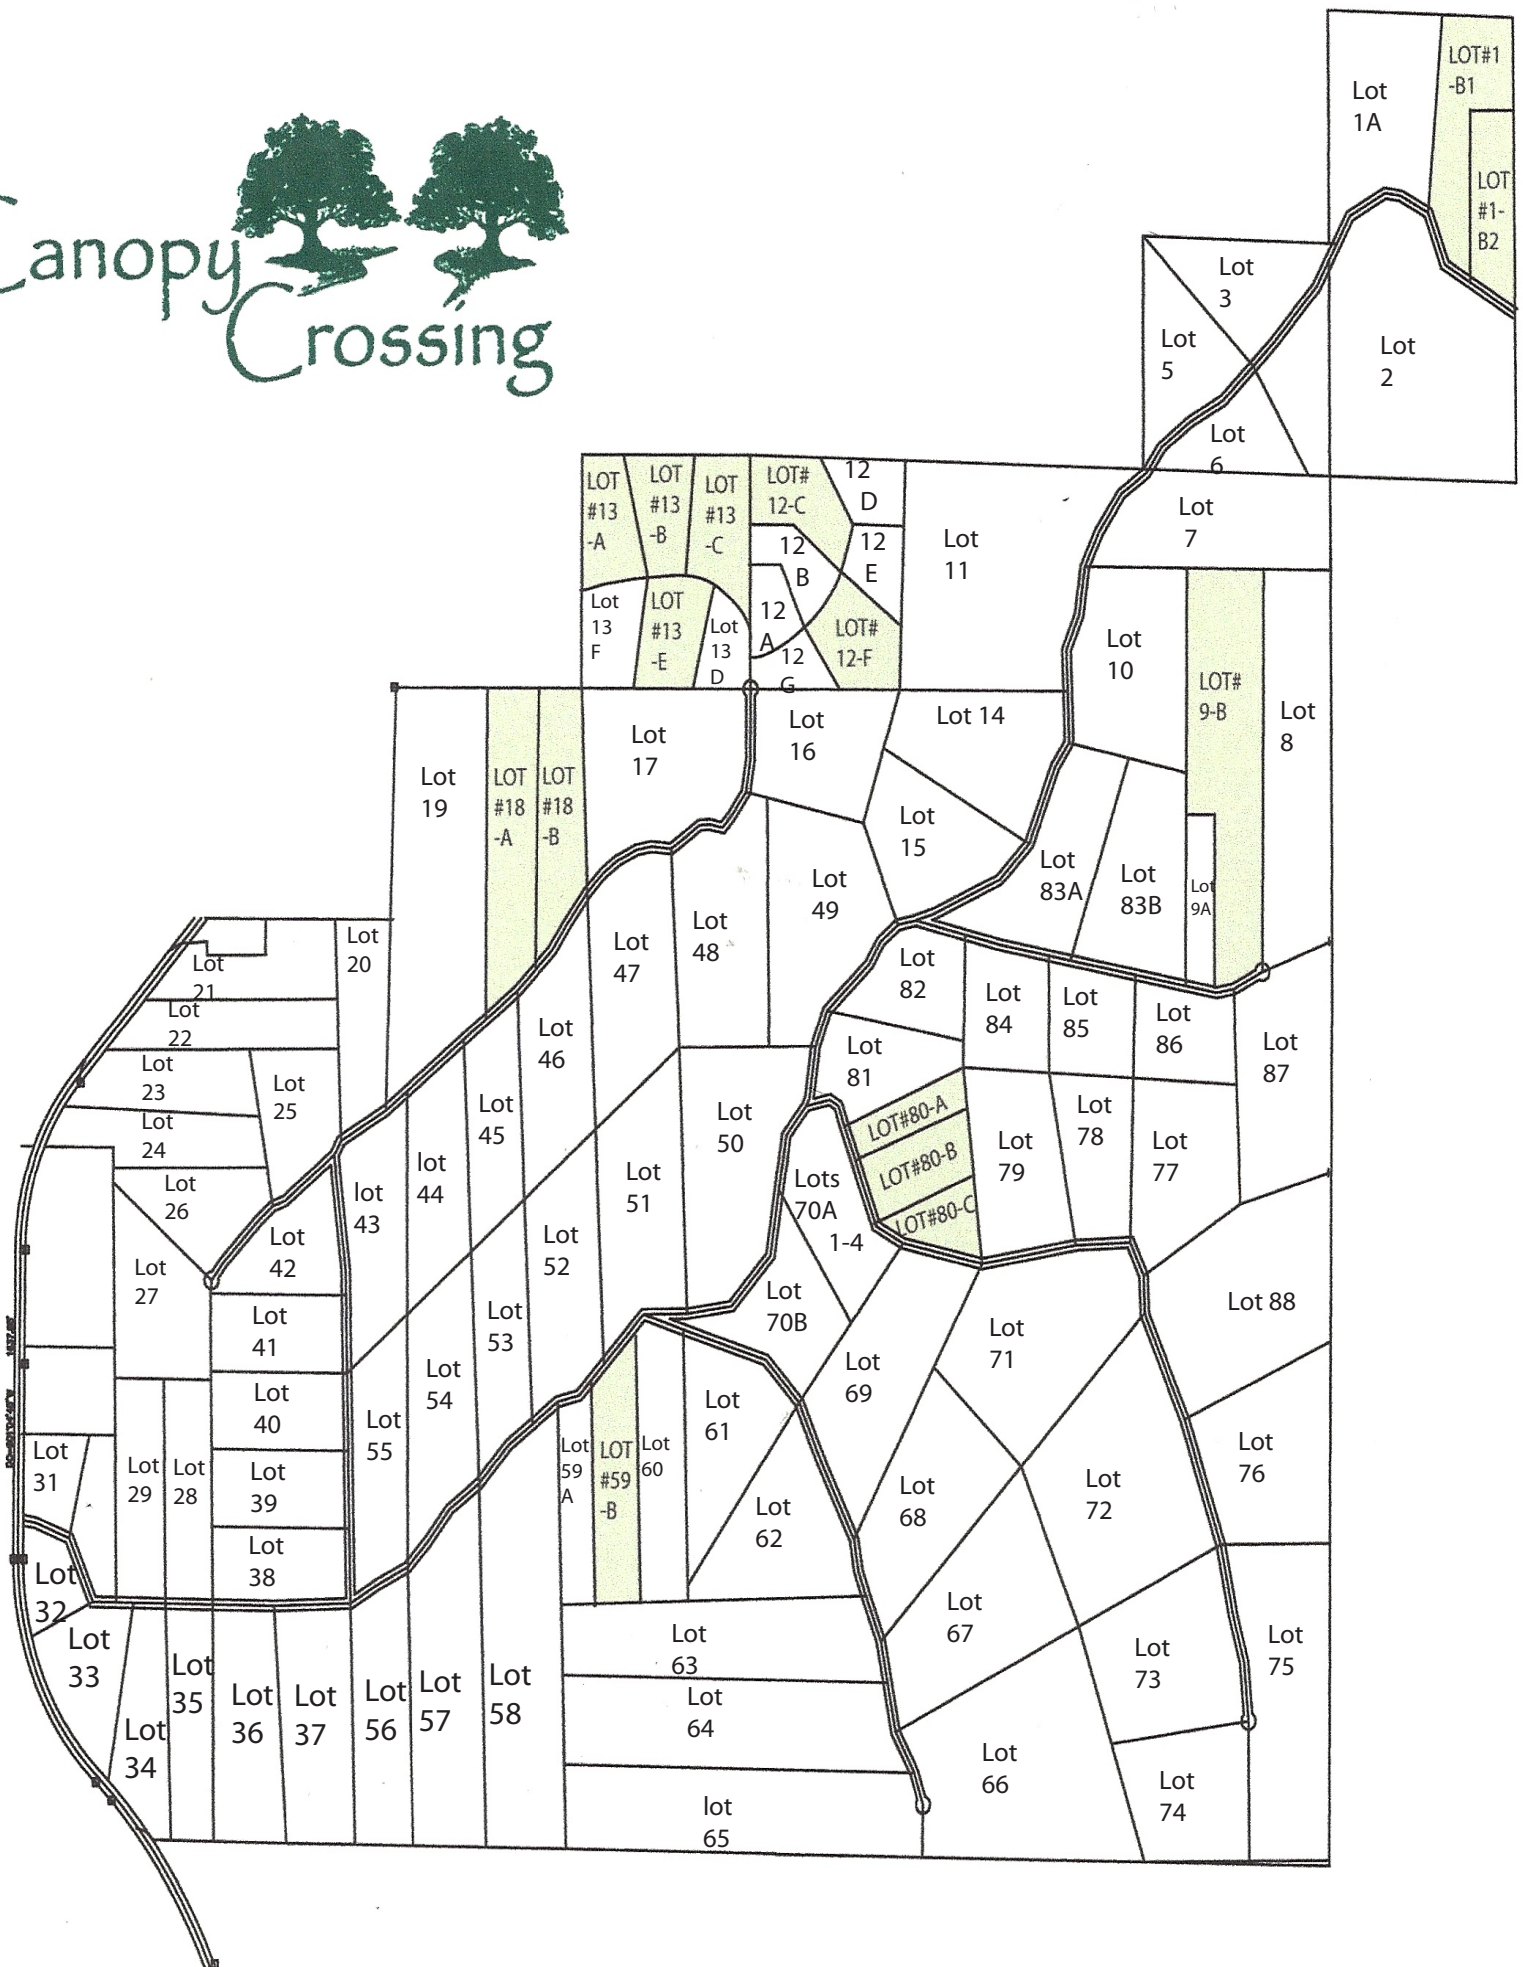 Canopy
Crossing
Lot
1A
LOT#1
-B1
LOT
#1-
B2
Lot
3
Lot
5
Lot
2
Lot
6
LOT
#13
-A
LOT
#13
-B
LOT
#13
-C
LOT#
12-C
12
D
12
B
12
E
Lot
11
Lot
7
Lot
13
F
LOT
#13
-E
Lot
13
D
12
A
12
G
LOT#
12-F
Lot
10
LOT#
9-B
Lot
8
Lot
19
LOT
#18
-A
LOT
#18
-B
Lot
17
Lot
16
Lot 14
Lot
15
Lot
83A
Lot
83B
Lot
9A
Lot
20
Lot
21
Lot
22
Lot
23
Lot
24
Lot
25
Lot
26
Lot
27
Lot
47
Lot
48
Lot
49
Lot
46
Lot
45
lot
44
lot
43
Lot
42
Lot
41
Lot
40
Lot
39
Lot
38
Lot
82
Lot
81
Lot
84
Lot
85
Lot
86
Lot
87
LOT#80-A
LOT#80-B
LOT#80-C
Lot
79
Lot
78
Lot
77
Lot
50
Lot
51
Lot
52
Lot
53
Lot
54
Lot
55
Lots
70A
1-4
Lot
70B
Lot
69
Lot
71
Lot 88
Lot
31
Lot
29
Lot
28
Lot
59
A
LOT
#59
-B
Lot
60
Lot
61
Lot
62
Lot
68
Lot
72
Lot
76
Lot
32
Lot
33
Lot
34
Lot
35
Lot
36
Lot
37
Lot
56
Lot
57
Lot
58
Lot
63
Lot
64
lot
65
Lot
67
Lot
66
Lot
73
Lot
74
Lot
75